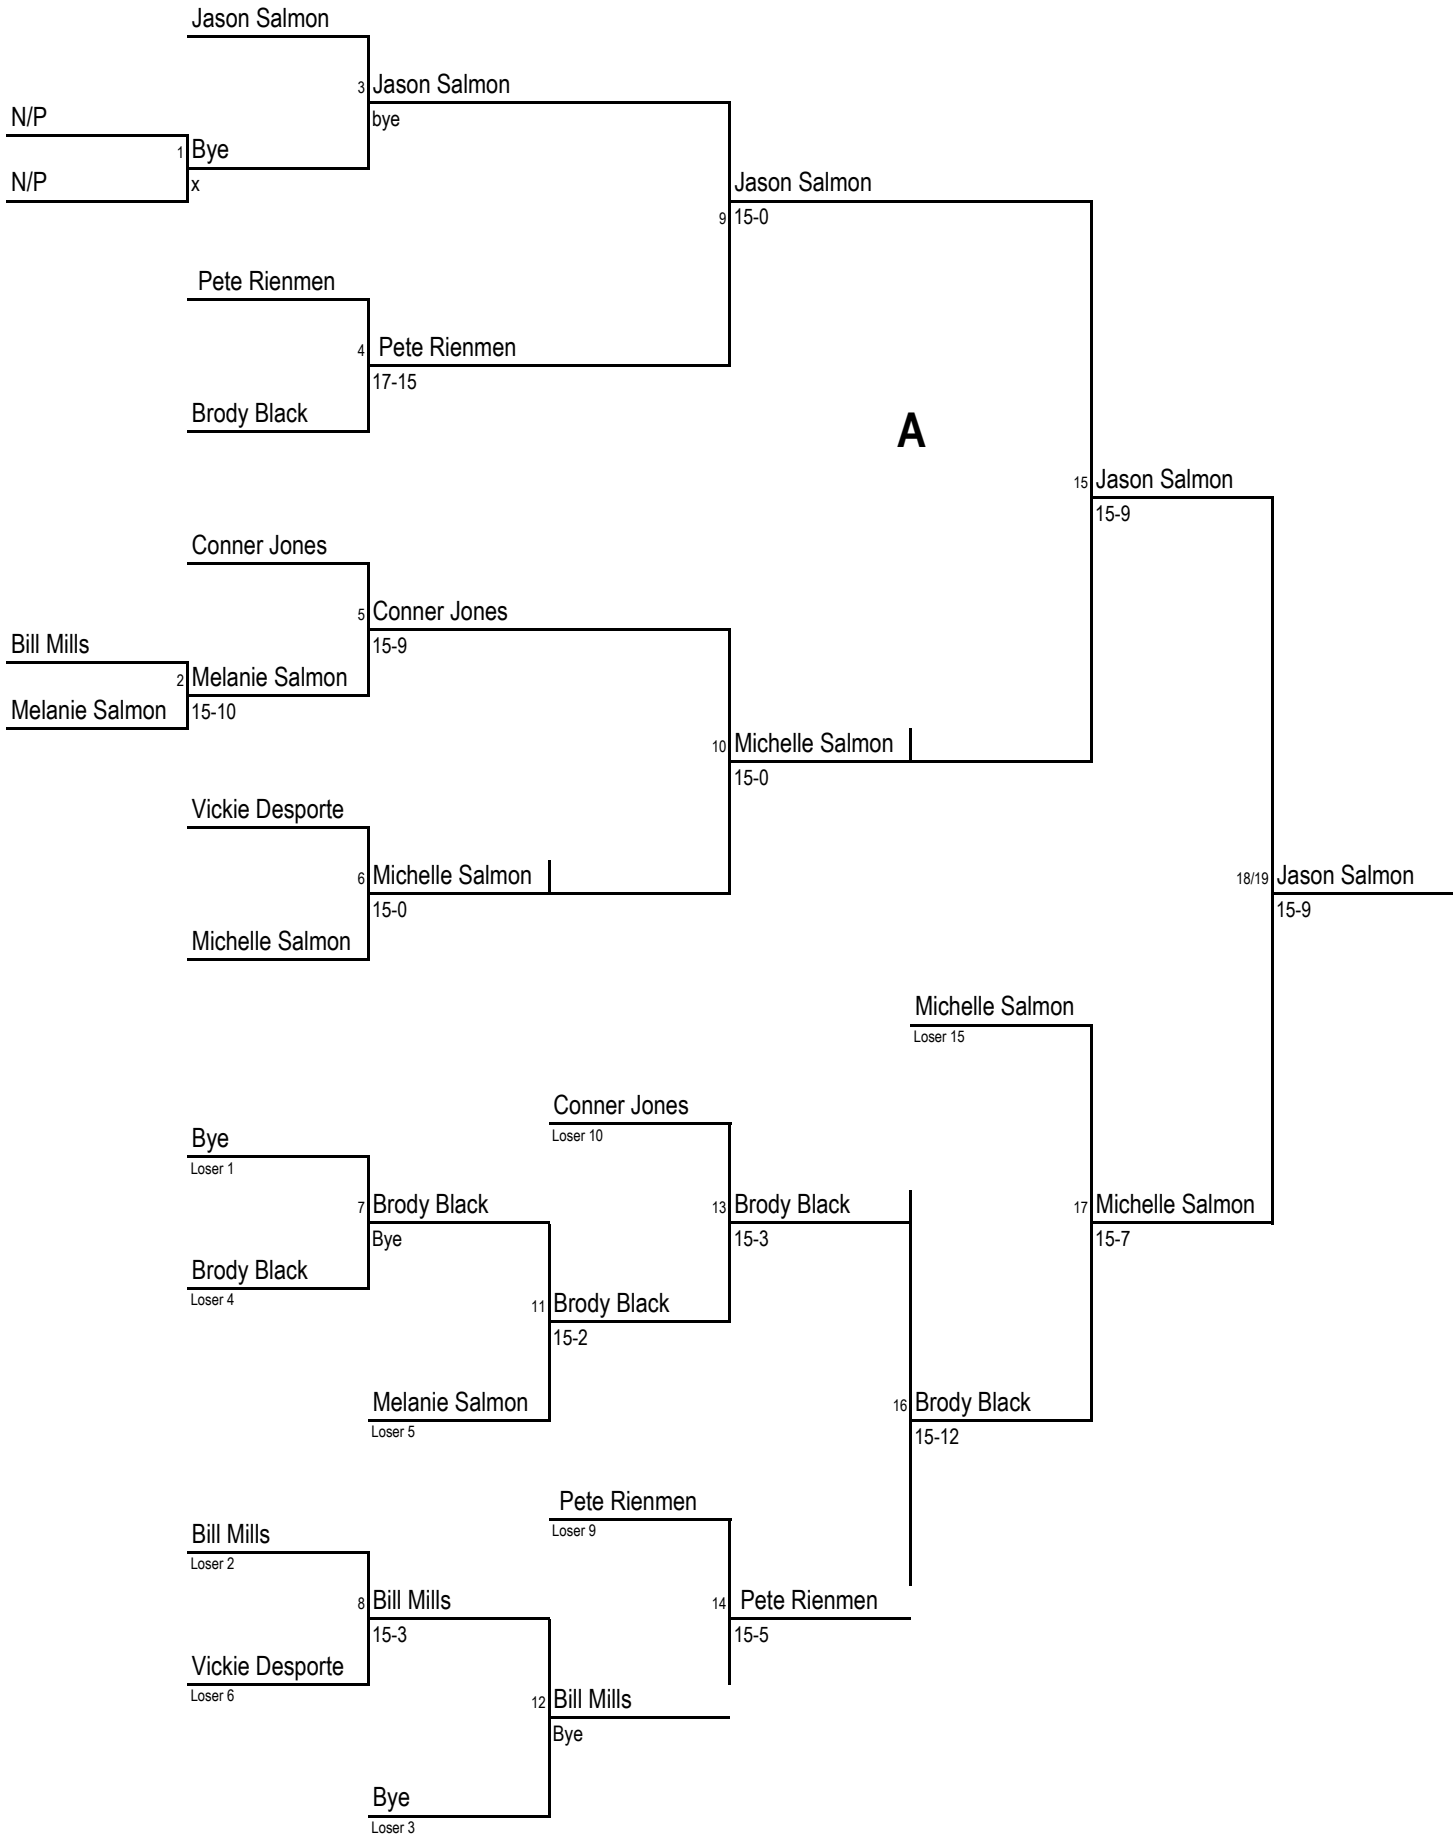 Jason Salmon
3 Jason Salmon
bye
N/P
1 Bye
N/P
x
Jason Salmon
9 15-0
Pete Rienmen
4 Pete Rienmen
17-15
Brody Black
A
15 Jason Salmon
15-9
Conner Jones
5 Conner Jones
15-9
Bill Mills
2 Melanie Salmon
Melanie Salmon
15-10
10 Michelle Salmon
15-0
Vickie Desporte
6 Michelle Salmon
15-0
18/19 Jason Salmon
15-9
Michelle Salmon
Michelle Salmon
Loser 15
Conner Jones
Loser 10
Bye
Loser 1
7 Brody Black
Bye
13 Brody Black
15-3
17 Michelle Salmon
15-7
Brody Black
Loser 4
11 Brody Black
15-2
Melanie Salmon
Loser 5
16 Brody Black
15-12
Pete Rienmen
Loser 9
Bill Mills
Loser 2
8 Bill Mills
15-3
14 Pete Rienmen
15-5
Vickie Desporte
Loser 6
12 Bill Mills
Bye
Bye
Loser 3